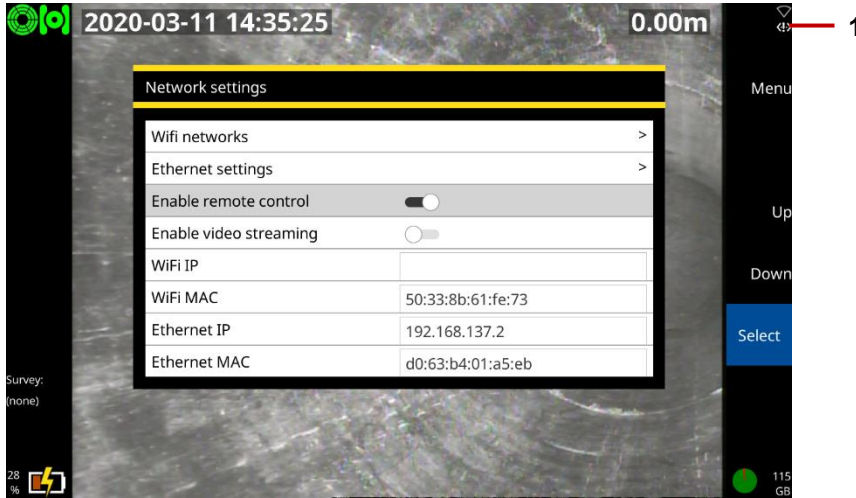 2020-03-11 14:35:25 0.00m
1
Network settings
Menu
Wifi networks >
Ethernet settings >
Enable remote control
Up
Enable video streaming
WiFi IP
Down
WiFi MAC 50:33:8b:61:fe:73
Ethernet IP 192.168.137.2
Select
Ethernet MAC d0:63:b4:01:a5:eb
Survey:
(none)
28
%
115
GB